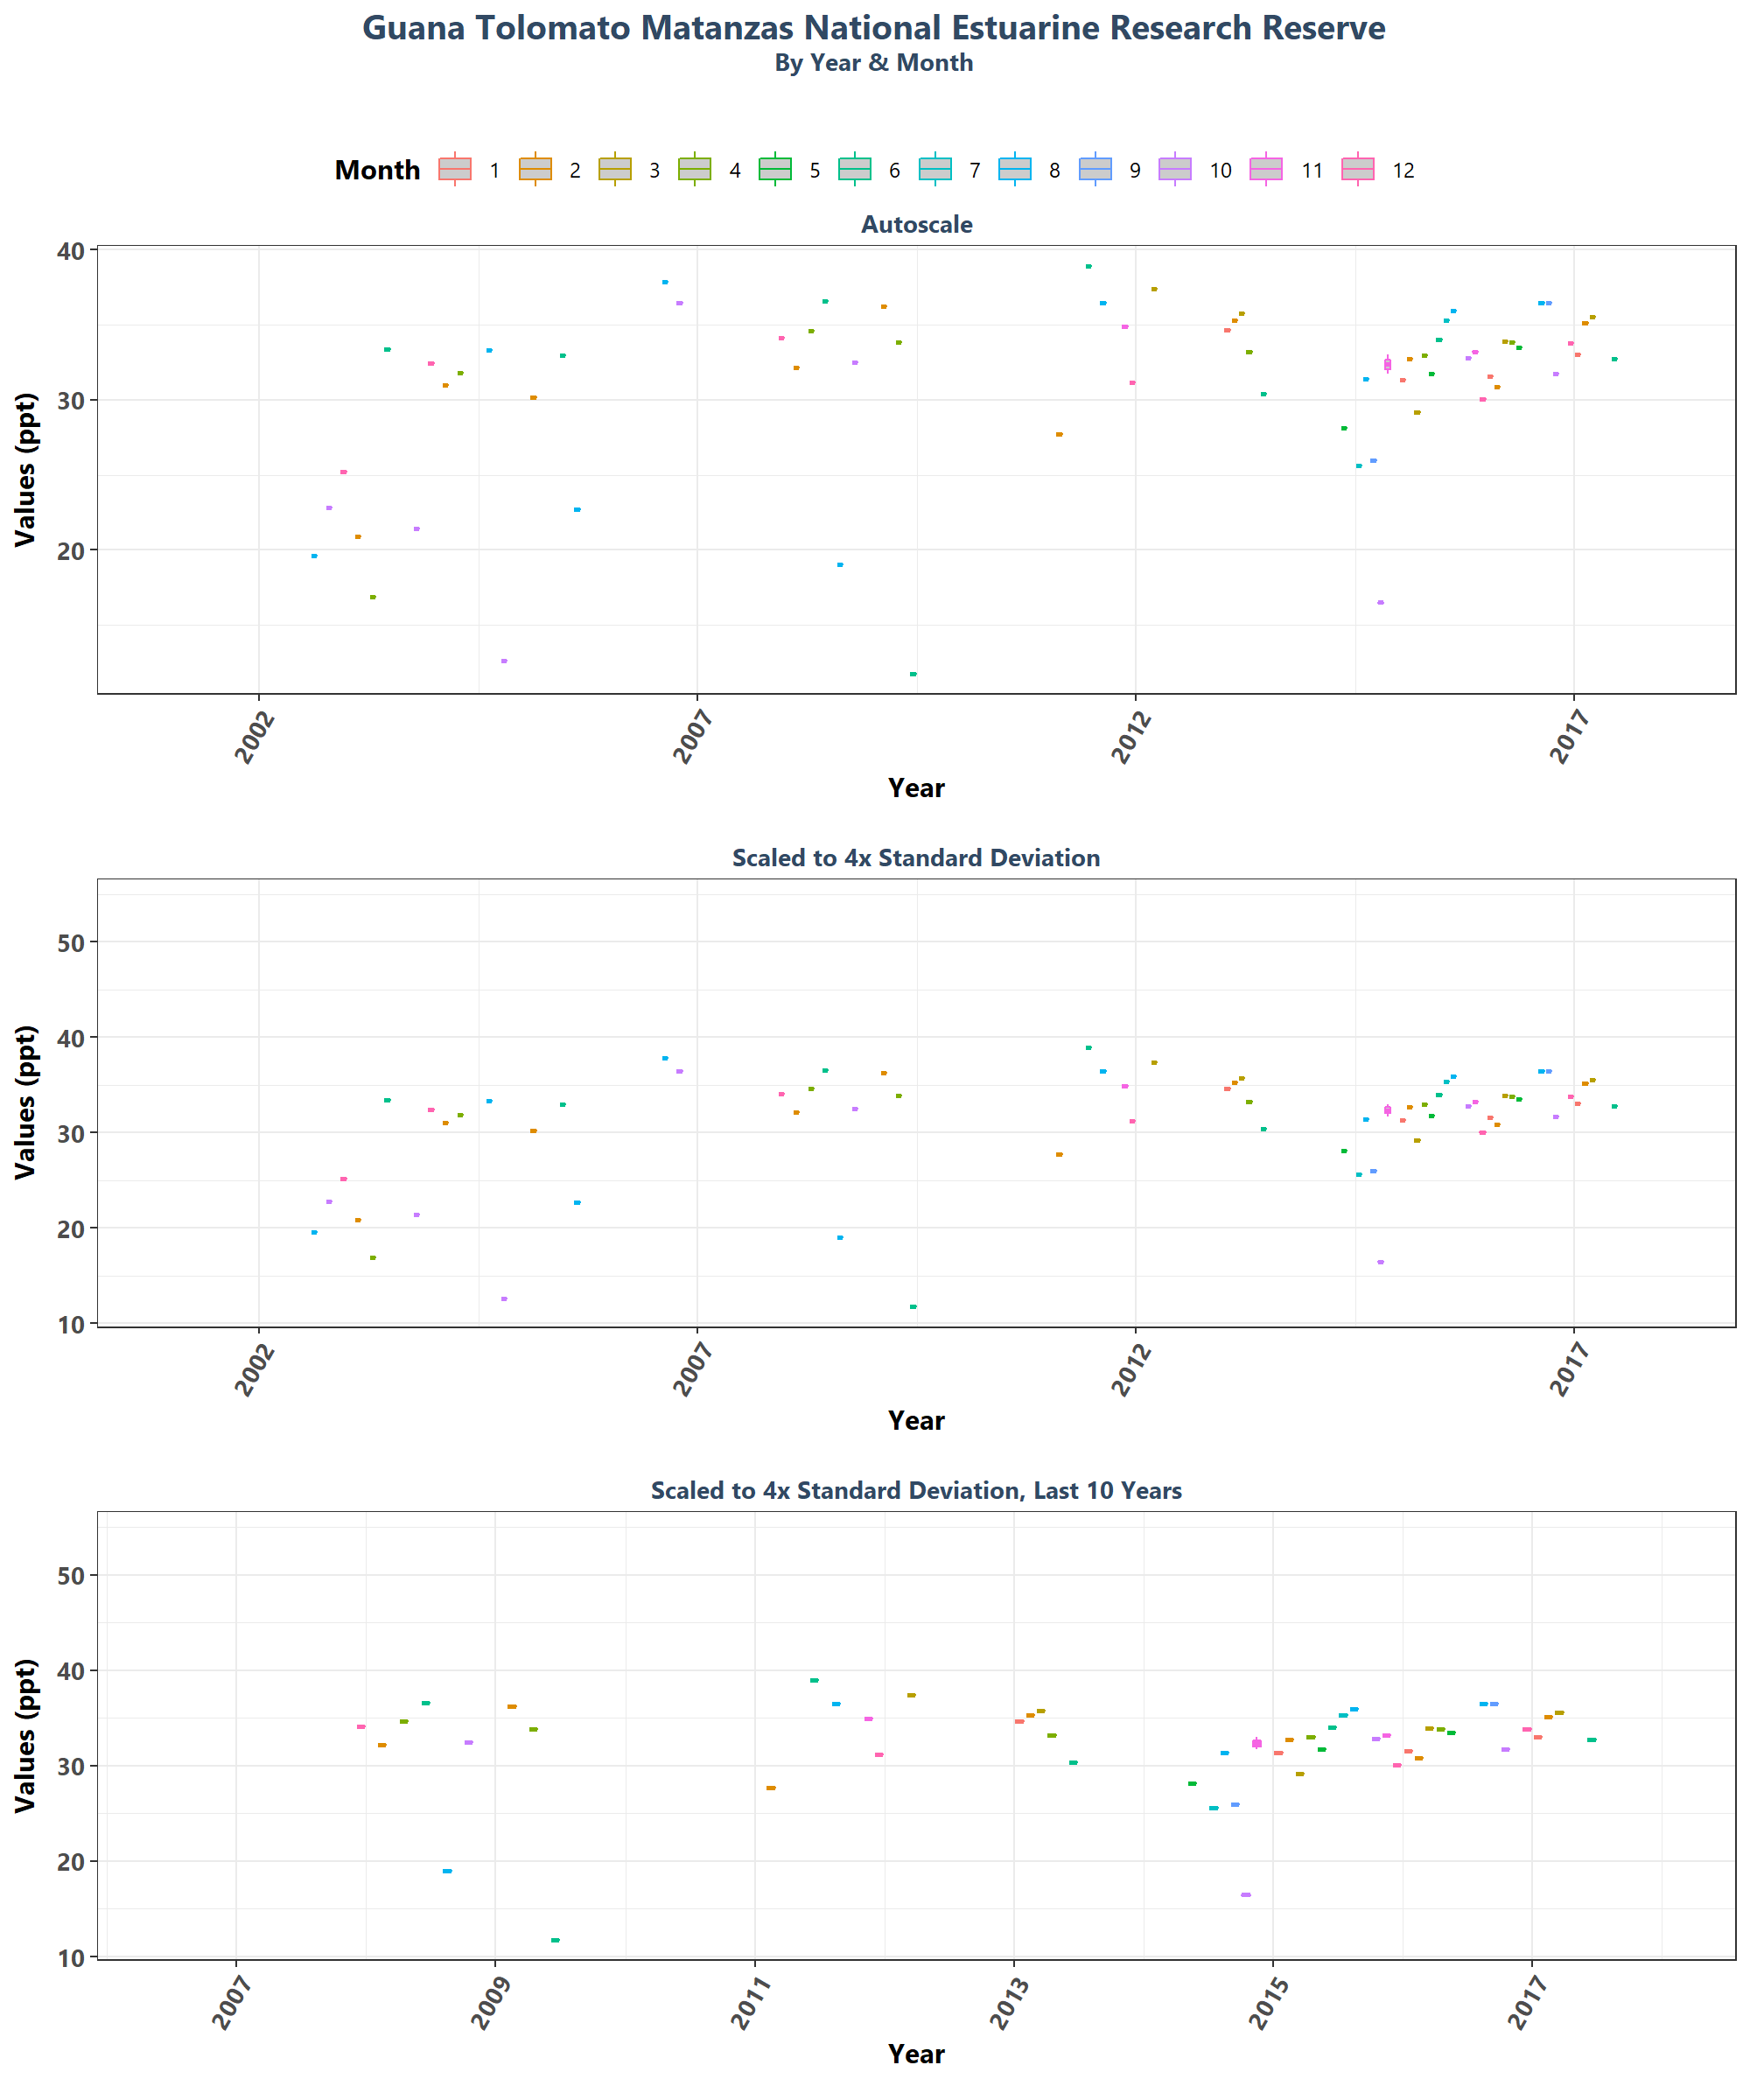 Guana Tolomato Matanzas National Estuarine Research Reserve
By Year & Month
Month 1 2 3 4 5 6 7 8 9 10 11 12
Autoscale
Values (ppt)
40
30
20
2002 2007 2012 2017
Year
Scaled to 4x Standard Deviation
Values (ppt)
50
40
30
20
10
2002 2007 2012 2017
Year
Scaled to 4x Standard Deviation, Last 10 Years
Values (ppt)
50
40
30
20
10
2007 2009 2011 2013 2015 2017
Year